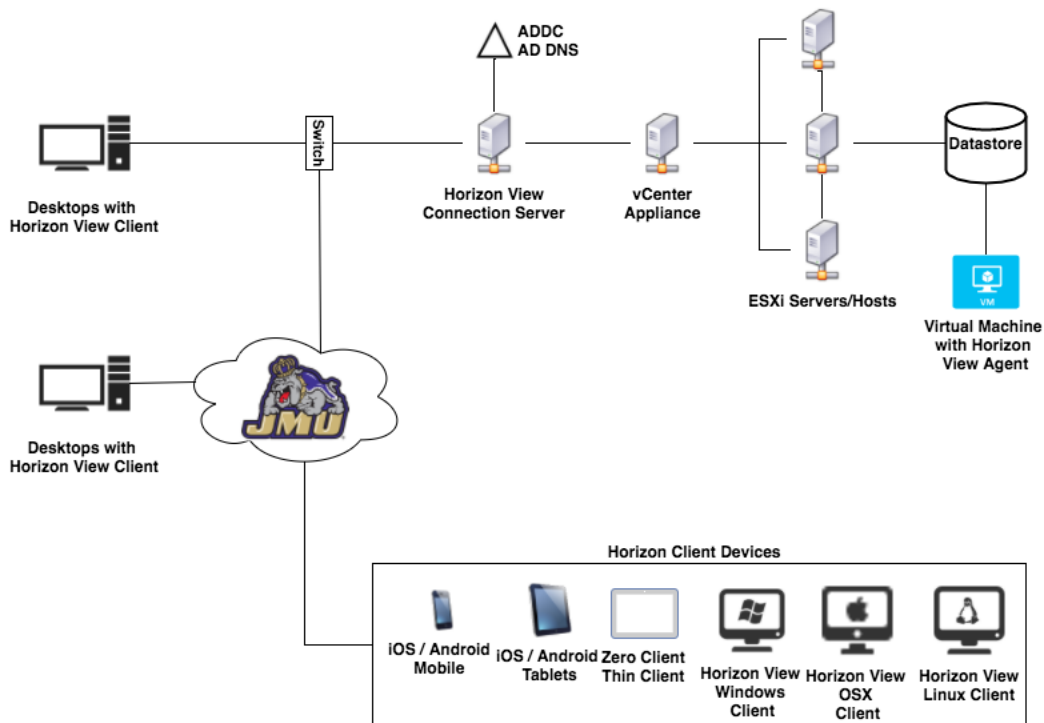 ADDC
AD DNS
Switch
Datastore
Desktops with
Horizon View Client
Horizon View
Connection Server
vCenter
Appliance
ESXi Servers/Hosts
VM
Virtual Machine
with Horizon
View Agent
JMU
Desktops with
Horizon View Client
Horizon Client Devices
iOS / Android
Mobile
iOS / Android
Tablets
Zero Client
Thin Client
Horizon View
Windows
Client
Horizon View
OSX
Client
Horizon View
Linux Client